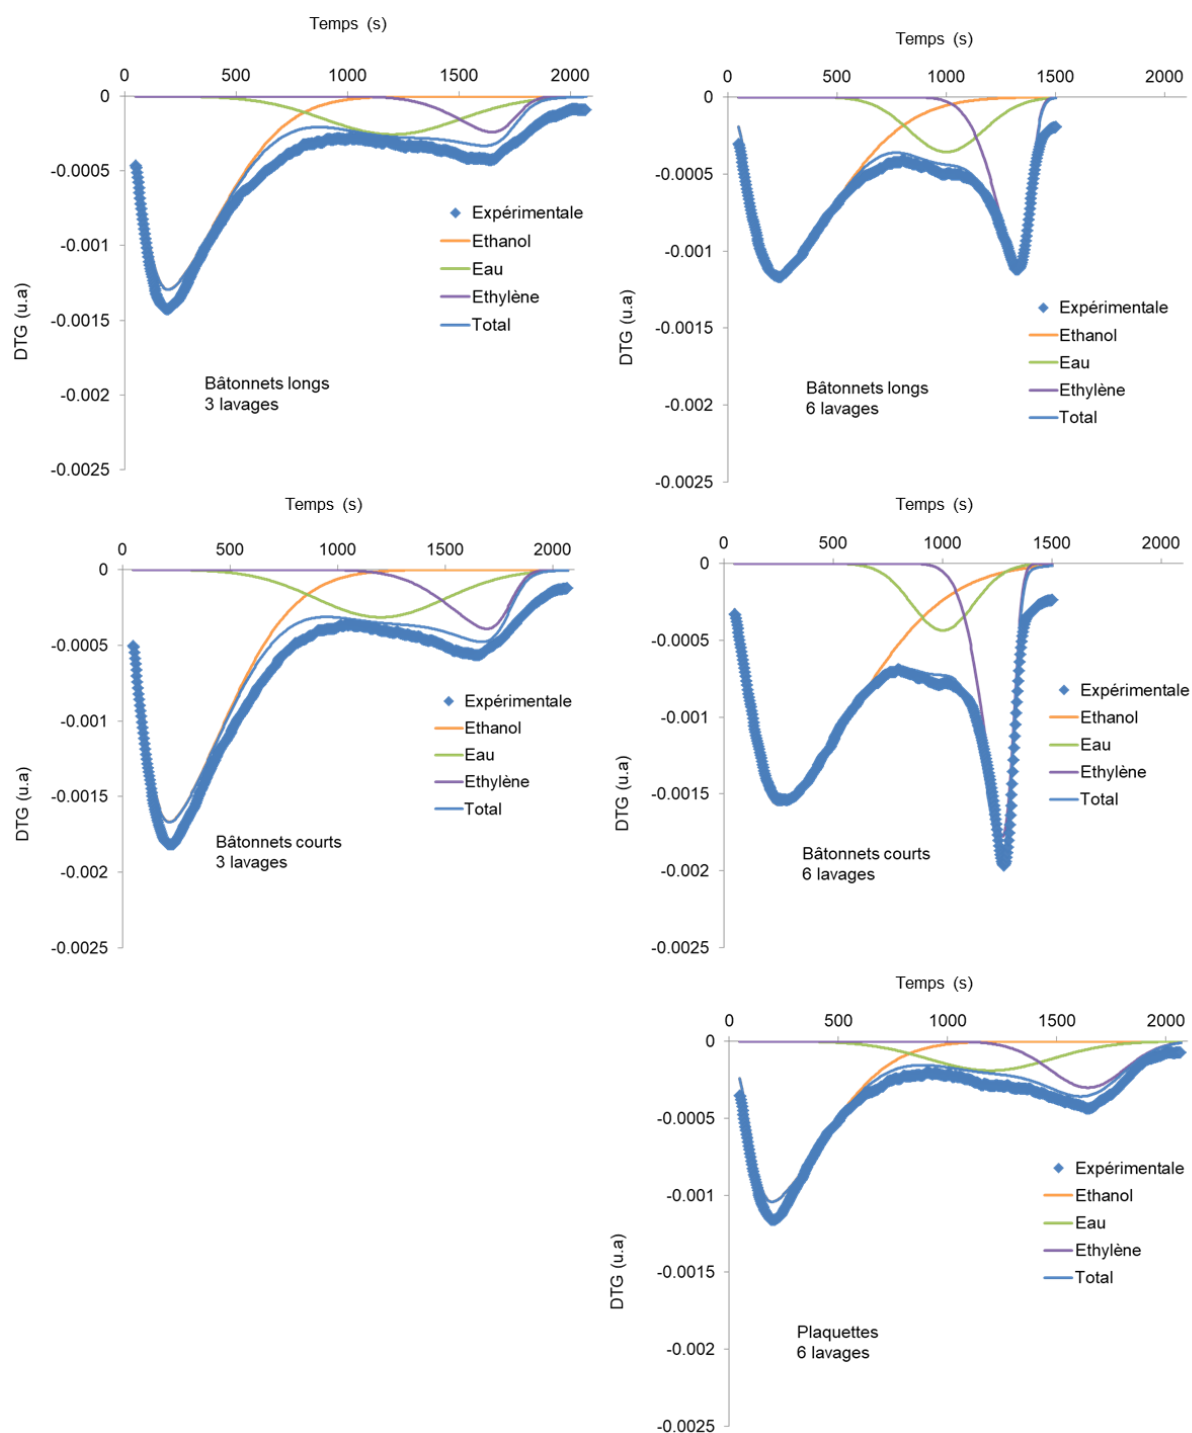 Temps (s)
0 500 1000 1500 2000
0
-0.0005
-0.001
-0.0015
-0.002
-0.0025
DTG (u.a)
Expérimentale
Ethanol
Eau
Ethylène
Total
Bâtonnets longs
3 lavages
Temps (s)
0 500 1000 1500 2000
0
-0.0005
-0.001
-0.0015
-0.002
-0.0025
DTG (u.a)
Expérimentale
Ethanol
Eau
Ethylène
Total
Bâtonnets longs
6 lavages
Temps (s)
0 500 1000 1500 2000
0
-0.0005
-0.001
-0.0015
-0.002
-0.0025
DTG (u.a)
Expérimentale
Ethanol
Eau
Ethylène
Total
Bâtonnets courts
3 lavages
Temps (s)
0 500 1000 1500 2000
0
-0.0005
-0.001
-0.0015
-0.002
-0.0025
DTG (u.a)
Expérimentale
Ethanol
Eau
Ethylène
Total
Bâtonnets courts
6 lavages
Temps (s)
0 500 1000 1500 2000
0
-0.0005
-0.001
-0.0015
-0.002
-0.0025
DTG (u.a)
Expérimentale
Ethanol
Eau
Ethylène
Total
Plaquettes
6 lavages